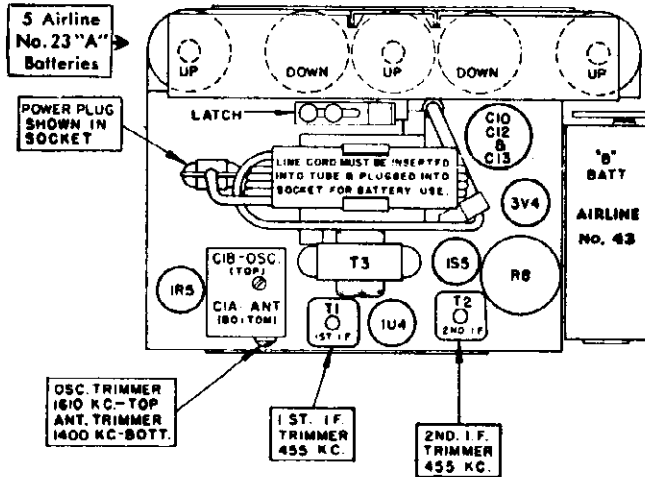 5 Airline
No. 23 "A"
Batteries
UP
DOWN
UP
DOWN
UP
POWER PLUG
SHOWN IN
SOCKET
LATCH
C10
C12
&
C13
LINE CORD MUST BE INSERTED
INTO TUBE & PLUGGED INTO
SOCKET FOR BATTERY USE.
3V4
"B"
BATT
AIRLINE
No. 43
C1B-OSC.
(TOP)
C1A-ANT
(BOTTOM)
1R5
T3
1S5
R8
T1
1ST I F
1U4
T2
2ND I.F.
OSC. TRIMMER
1610 KC.-TOP
ANT. TRIMMER
1400 KC-BOTT.
1 ST. I F.
TRIMMER
455 KC.
2ND. I.F.
TRIMMER
455 KC.